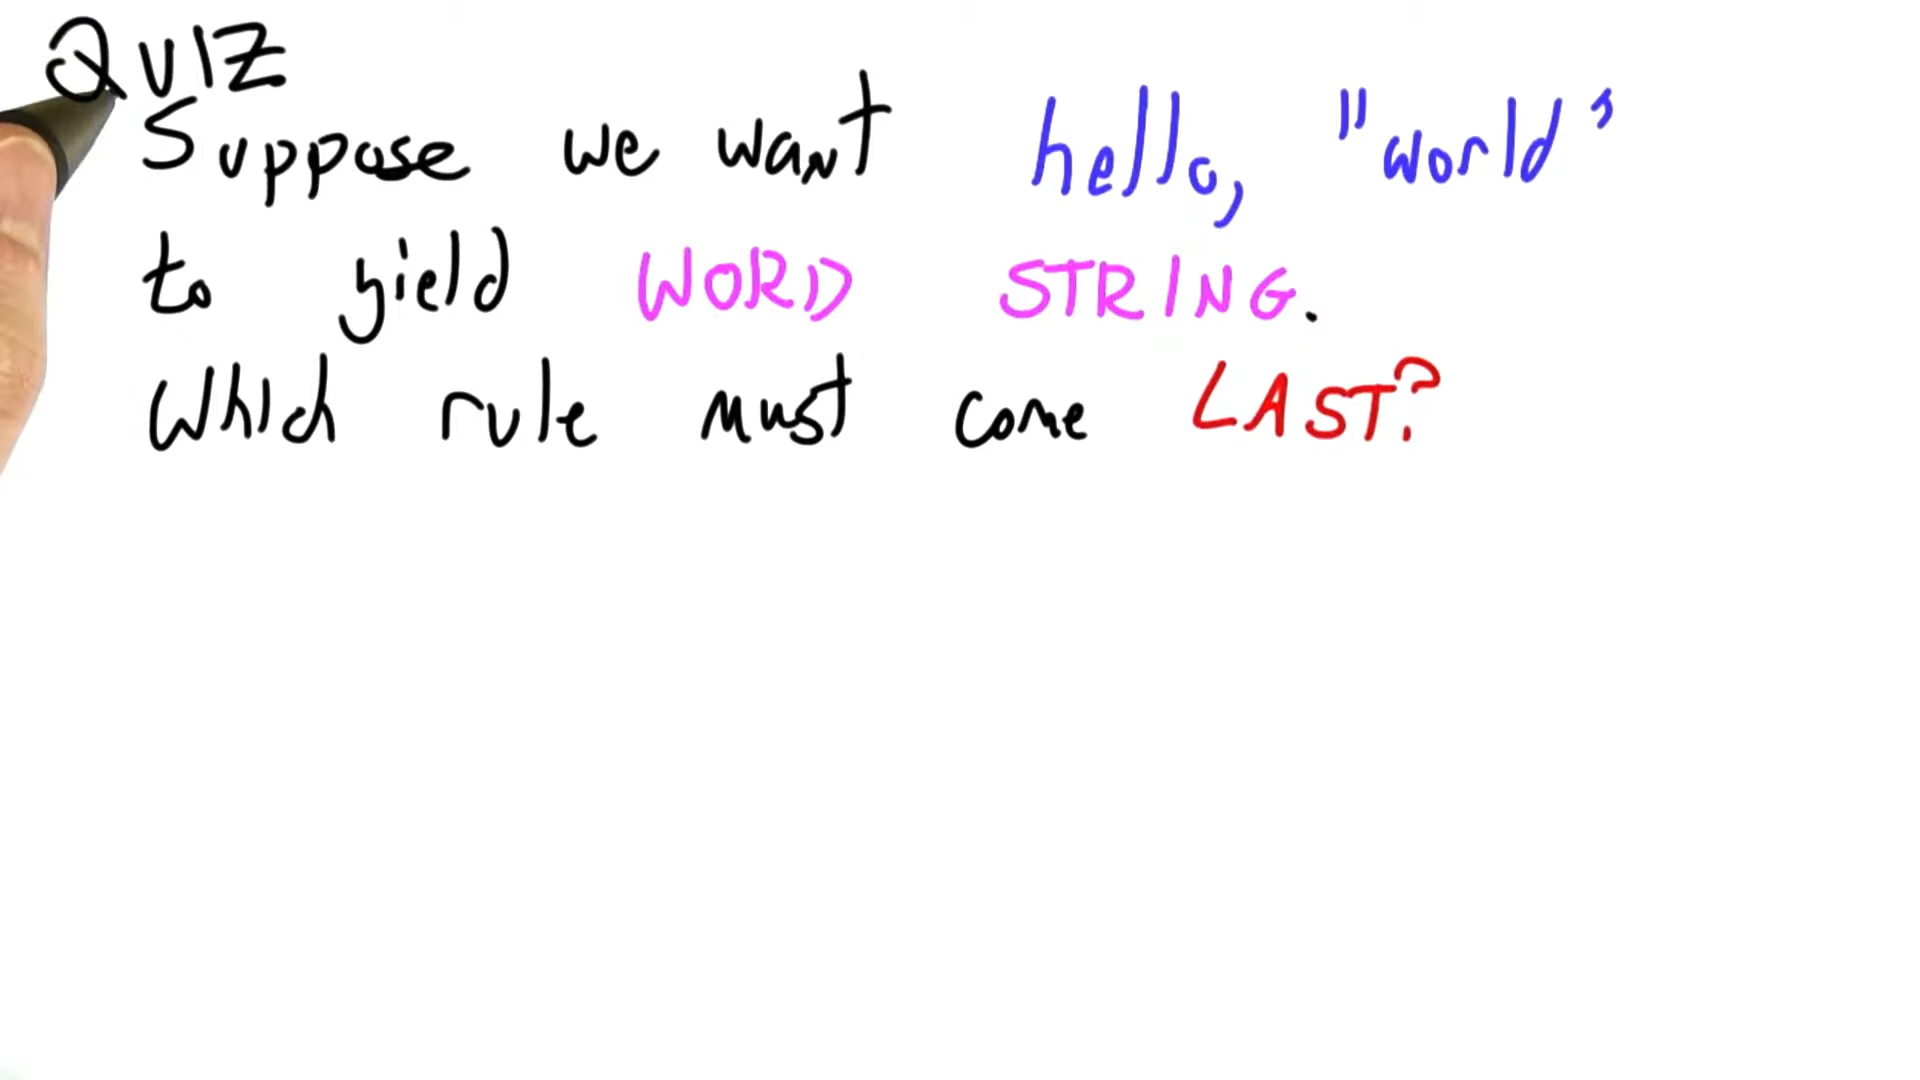 QUIZ
Suppose we want hello, "world"
to yield WORD STRING.
Which rule must come LAST?